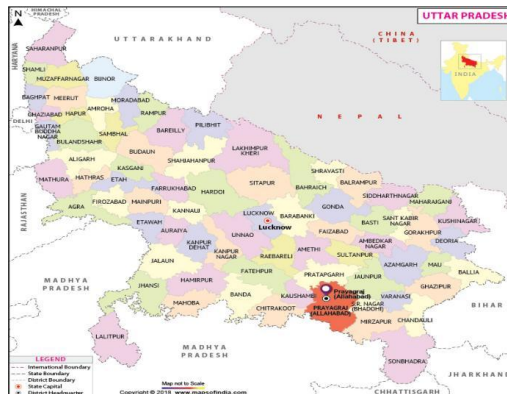 HIMACHAL
PRADESH
UTTAR PRADESH
UTTARAKHAND
CHINA
(TIBET)
INDIA
HARYANA
SAHARANPUR
SHAMLI
MUZAFFARNAGAR
BIJNOR
BAGHPAT
MEERUT
DELHI
GHAZIABAD
HAPUR
AMROHA
MORADABAD
RAMPUR
GAUTAM
BODDHA
NAGAR
BULANDSHAHR
SAMBHAL
BAREILLY
PILIBHIT
NEPAL
ALIGARH
BUDAUN
KASGANJ
SHAHJAHANPUR
LAKHIMPUR
KHERI
SHRAVASTI
BALRAMPUR
BAHRAICH
MATHURA
HATHRAS
ETAH
FARRUKHABAD
HARDOI
SITAPUR
SIDDHARTHNAGAR
MAHARAJGANJ
RAJASTHAN
AGRA
FIROZABAD
MAINPURI
KANNAUJ
GONDA
BASTI
SANT KABIR
NAGAR
KUSHINAGAR
GORAKHPUR
ETAWAH
AURAIYA
LUCKNOW
Lucknow
BARABANKI
FAIZABAD
AMBEDKAR
NAGAR
DEORIA
KANPUR
DEHAT
KANPUR
NAGAR
UNNAO
RAEBARELI
AMETHI
SULTANPUR
AZAMGARH
MAU
BALLIA
JALAUN
FATEHPUR
PRATAPGARH
JAUNPUR
GHAZIPUR
MADHYA
PRADESH
JHANSI
HAMIRPUR
BANDA
KAUSHAMBI
Prayagraj
(Allahabad)
PRAYAGRAJ
(ALLAHABAD)
S.R. NAGAR
(BHADOHI)
VARANASI
BIHAR
MAHOBA
CHITRAKOOT
MIRZAPUR
CHANDAULI
LALITPUR
MADHYA
PRADESH
SONBHADRA
JHARKHAND
CHHATTISGARH
LEGEND
International Boundary
State Boundary
District Boundary
State Capital
District Headquarter
Map not to Scale
Copyright © 2018 www.mapsofindia.com